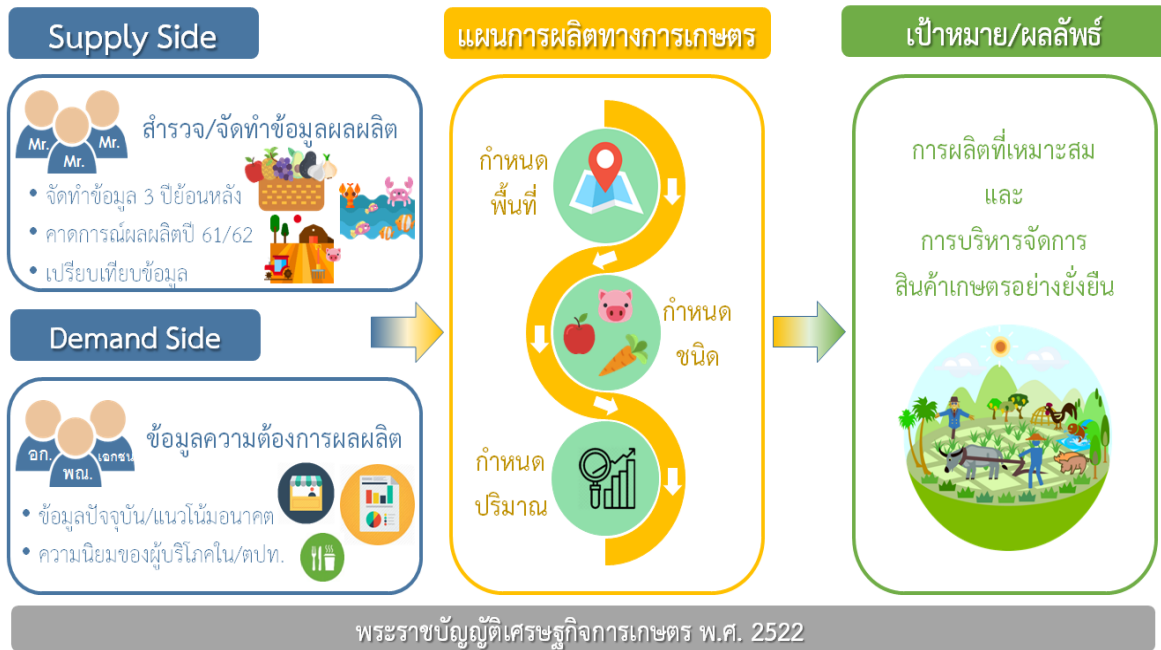 Supply Side
Mr.
Mr.
Mr.
สำรวจ/จัดทำข้อมูลผลผลิต
• จัดทำข้อมูล 3 ปีย้อนหลัง
• คาดการณ์ผลผลิตปี 61/62
• เปรียบเทียบข้อมูล
Demand Side
อก.
พณ.
เอกชน
ข้อมูลความต้องการผลผลิต
• ข้อมูลปัจจุบัน/แนวโน้มอนาคต
• ความนิยมของผู้บริโภคใน/ตปท.
แผนการผลิตทางการเกษตร
กำหนด
พื้นที่
กำหนด
ชนิด
กำหนด
ปริมาณ
เป้าหมาย/ผลลัพธ์
การผลิตที่เหมาะสม
และ
การบริหารจัดการ
สินค้าเกษตรอย่างยั่งยืน
พระราชบัญญัติเศรษฐกิจการเกษตร พ.ศ. 2522